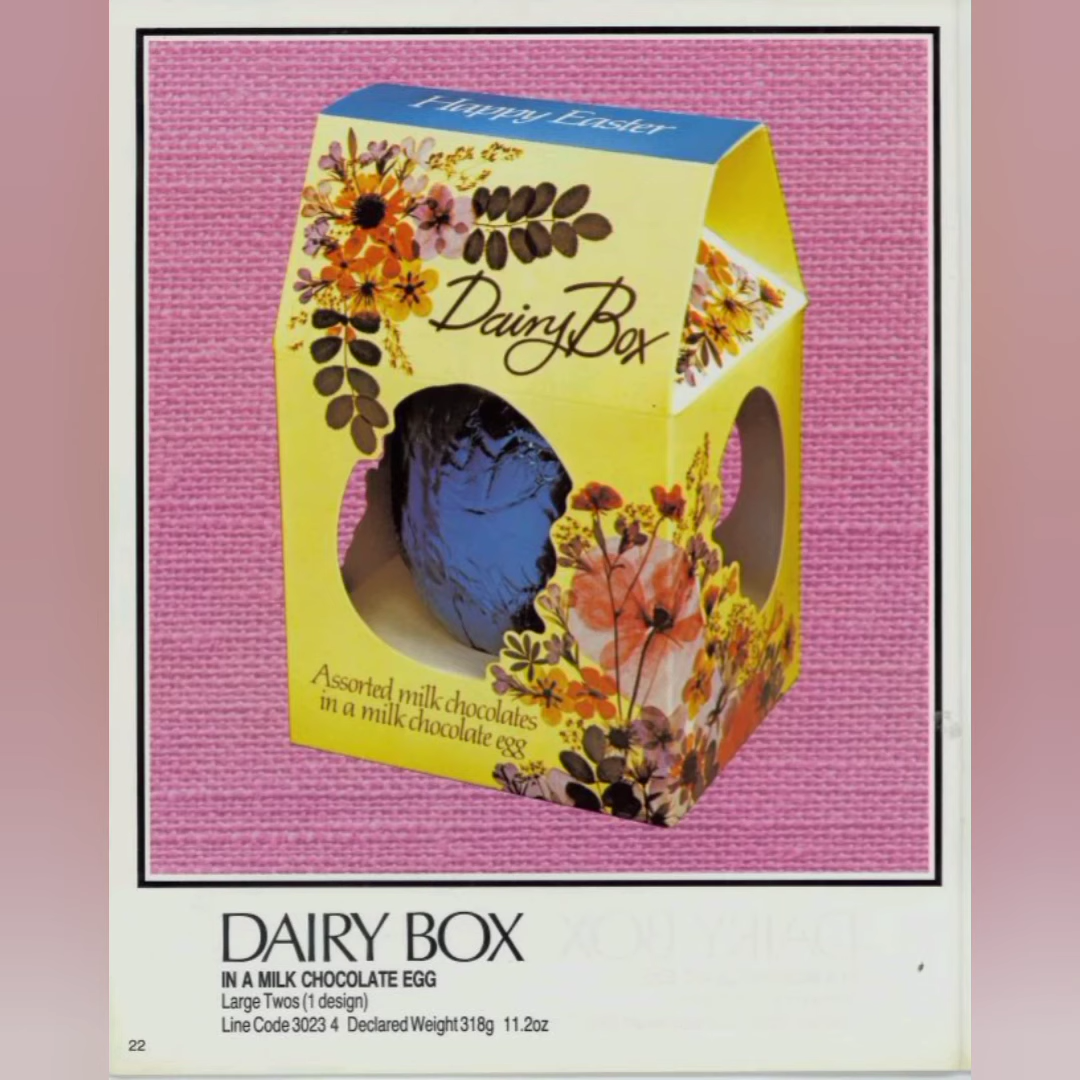 Happy Easter
Dairy Box
Assorted milk chocolates
in a milk chocolate egg
DAIRY BOX
IN A MILK CHOCOLATE EGG
Large Twos (1 design)
Line Code 3023 4 Declared Weight 318g 11.2oz
22